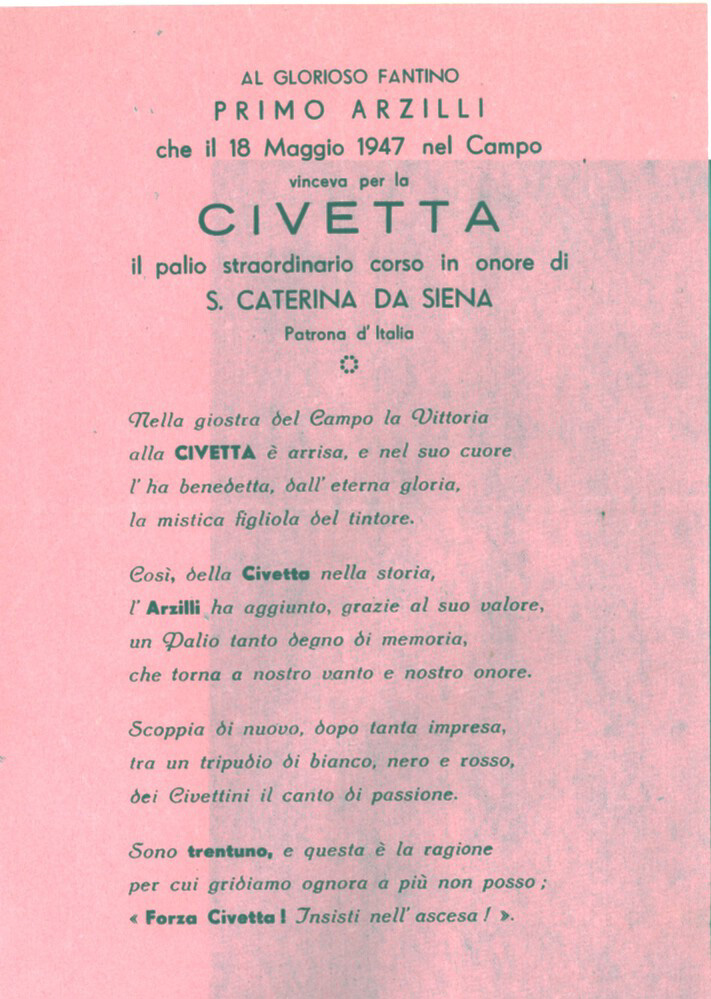 AL GLORIOSO FANTINO
PRIMO ARZILLI
che il 18 Maggio 1947 nel Campo
vinceva per la
CIVETTA
il palio straordinario corso in onore di
S. CATERINA DA SIENA
Patrona d' Italia
Nella giostra del Campo la Vittoria
alla CIVETTA è arrisa, e nel suo cuore
l' ha benedetta, dall' eterna gloria,
la mistica figliola del tintore.
Così, della Civetta nella storia,
l' Arzilli ha aggiunto, grazie al suo valore,
un Palio tanto degno di memoria,
che torna a nostro vanto e nostro onore.
Scoppia di nuovo, dopo tanta impresa,
tra un tripudio di bianco, nero e rosso,
dei Civettini il canto di passione.
Sono trentuno, e questa è la ragione
per cui gridiamo ognora a più non posso ;
« Forza Civetta ! Insisti nell' ascesa ! ».